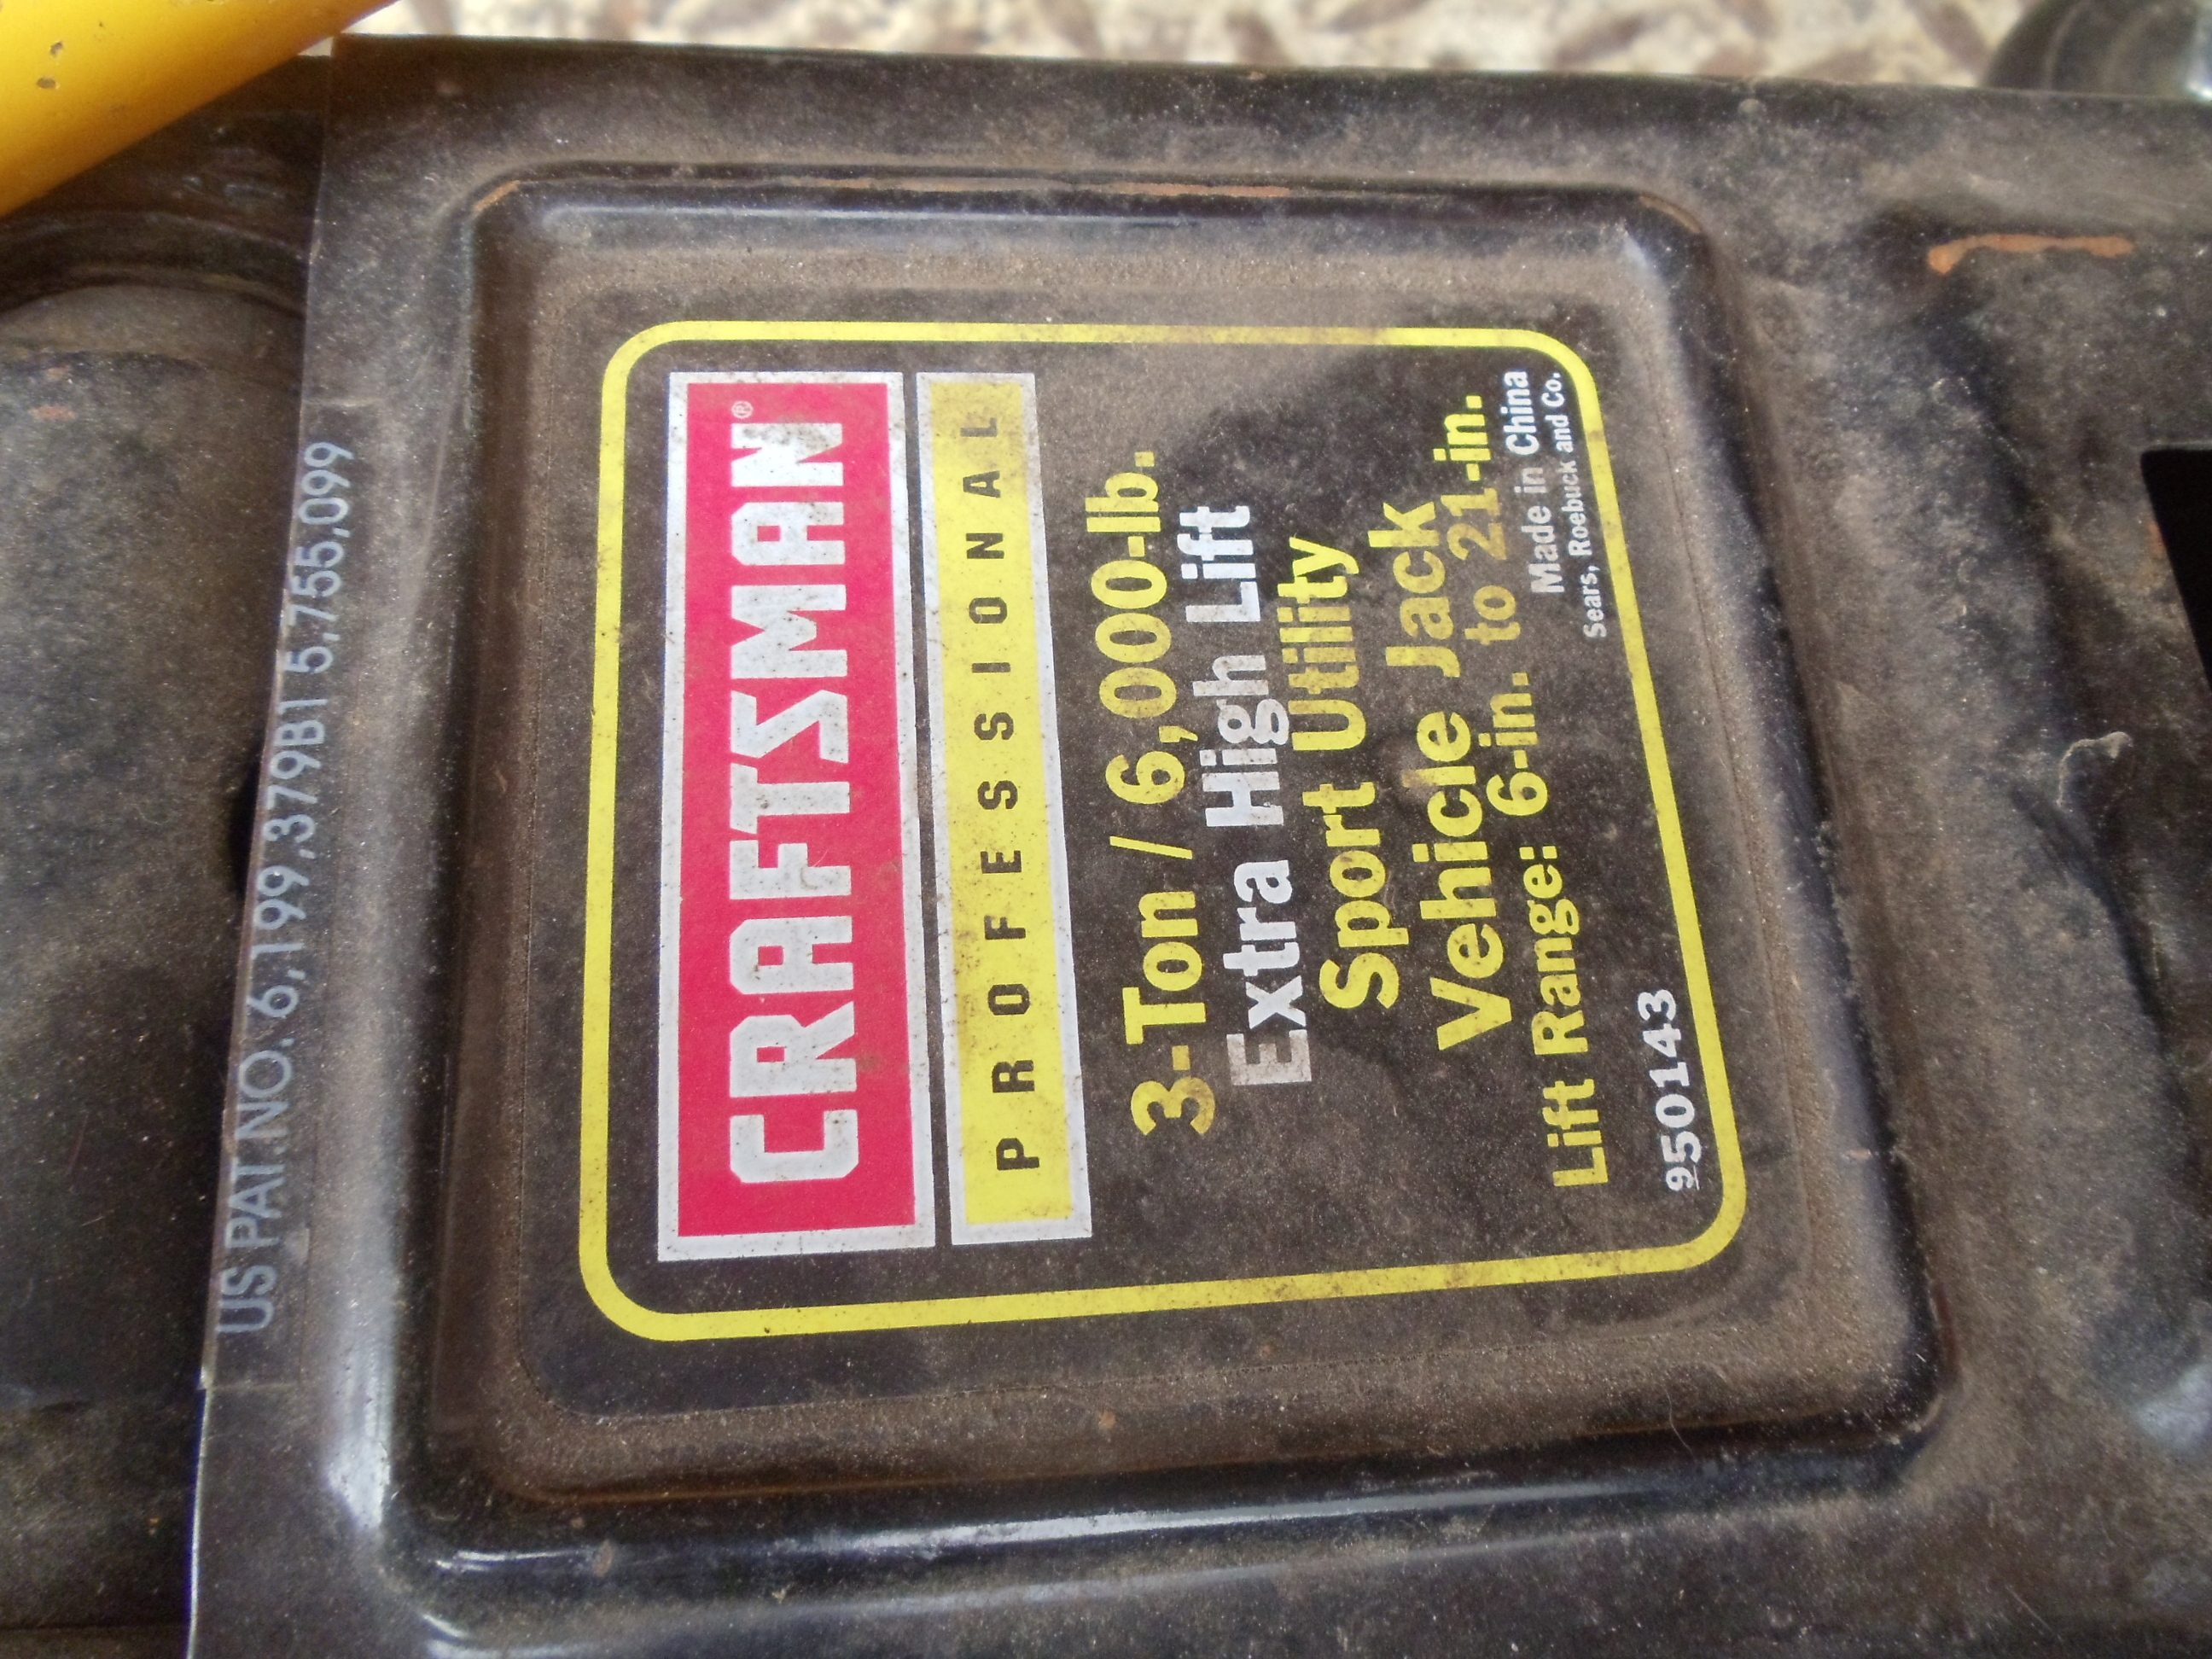 US PAT.NO. 6,199,379B1 5,755,099
CRAFTSMAN®
PROFESSIONAL
3-Ton / 6,000-lb.
Extra High Lift
Sport Utility
Vehicle Jack
Lift Range: 6-in. to 21-in.
Made in China
950143 Sears, Roebuck and Co.